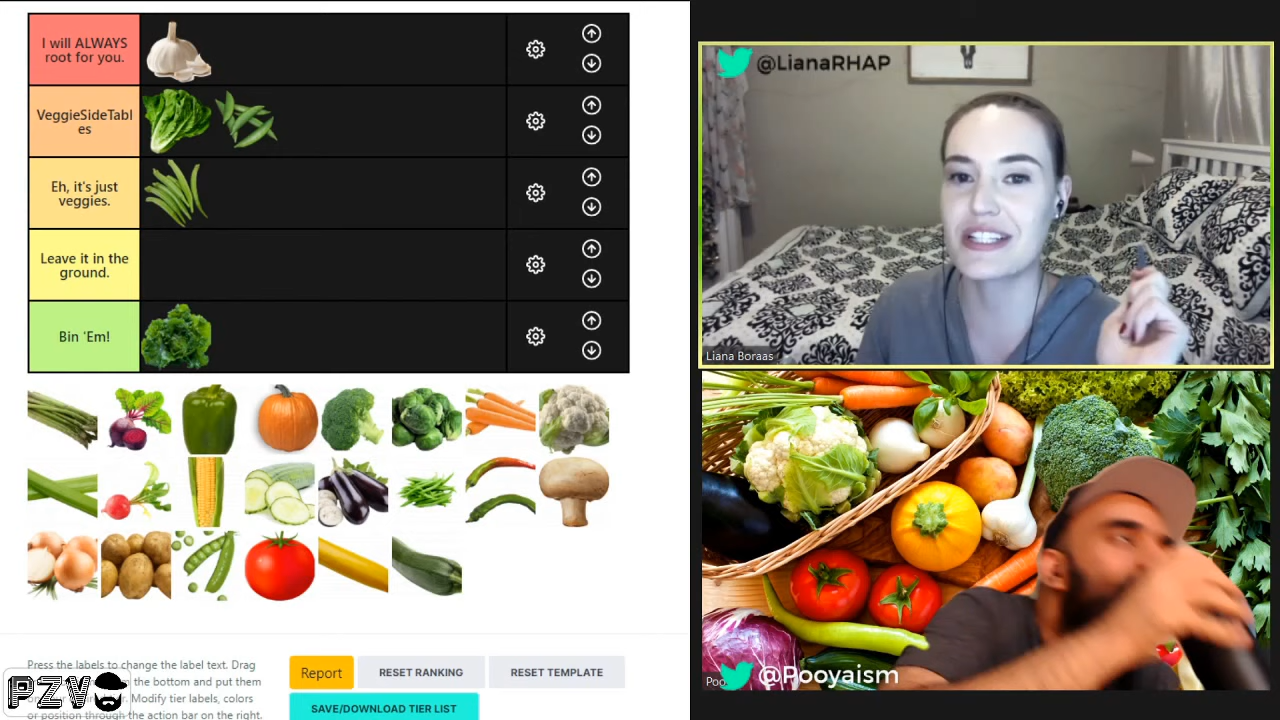 I will ALWAYS
root for you.
VeggieSideTabl
es
Eh, it's just
veggies.
Leave it in the
ground.
Bin 'Em!
@LianaRHAP
Liana Boraas
@Pooyaism
Poo
Press the labels to change the label text. Drag
the bottom and put them
Modify tier labels, colors
or position through the action bar on the right.
Report
RESET RANKING
RESET TEMPLATE
SAVE/DOWNLOAD TIER LIST
PZV